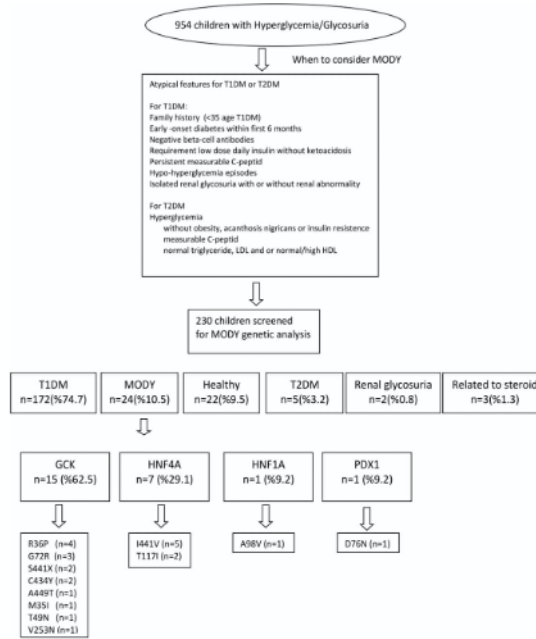 954 children with Hyperglycemia/Glycosuria
When to consider MODY
Atypical features for T1DM or T2DM
For T1DM:
Family history (<35 age T1DM)
Early -onset diabetes within first 6 months
Negative beta-cell antibodies
Requirement low dose daily insulin without ketoacidosis
Persistent measurable C-peptid
Hypo-hyperglycemia episodes
Isolated renal glycosuria with or without renal abnormality
For T2DM
Hyperglycemia
without obesity, acanthosis nigricans or insulin resistence
measurable C-peptid
normal triglyceride, LDL and or normal/high HDL
230 children screened
for MODY genetic analysis
T1DM
n=172(%74.7)
MODY
n=24(%10.5)
Healthy
n=22(%9.5)
T2DM
n=5(%3.2)
Renal glycosuria
n=2(%0.8)
Related to steroid
n=3(%1.3)
GCK
n=15 (%62.5)
HNF4A
n=7 (%29.1)
HNF1A
n=1 (%9.2)
PDX1
n=1 (%9.2)
R36P (n=4)
G72R (n=3)
S441X (n=2)
C434Y (n=2)
A449T (n=1)
M35I (n=1)
T49N (n=1)
V253N (n=1)
I441V (n=5)
T117I (n=2)
A98V (n=1)
D76N (n=1)